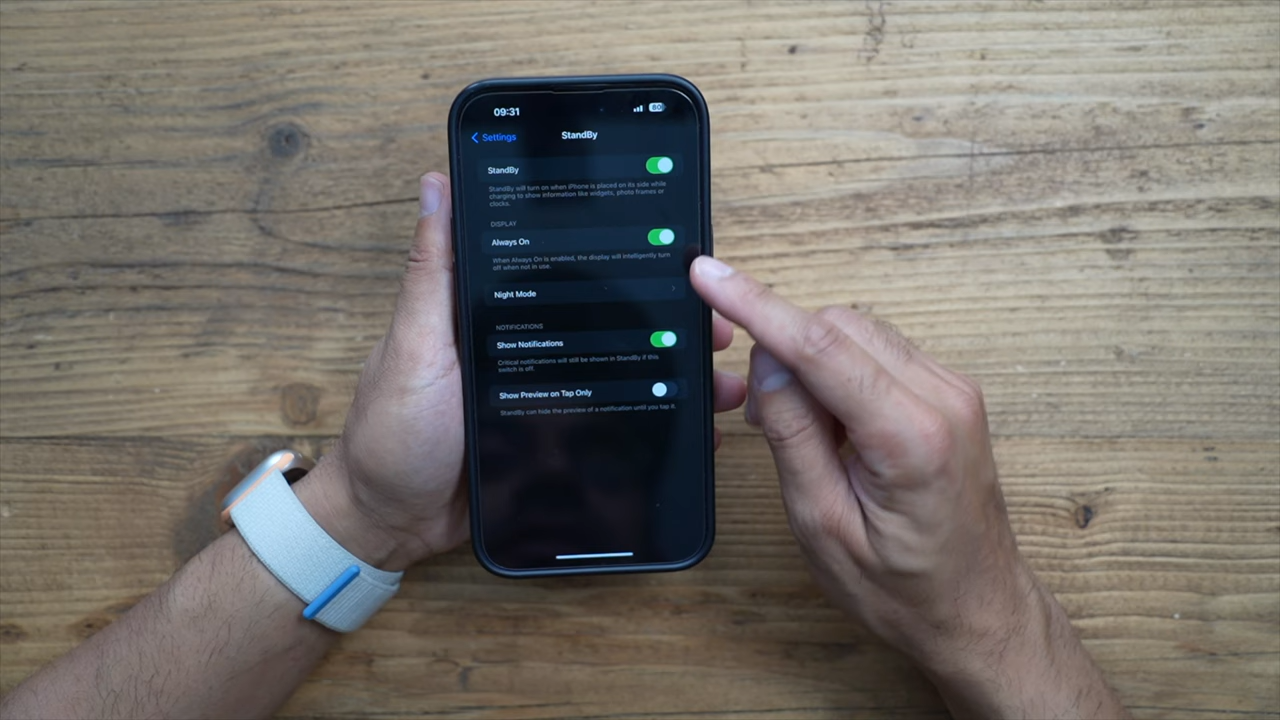 09:31
80
Settings
StandBy
StandBy
StandBy will turn on when iPhone is placed on its side while
charging to show information like widgets, photo frames or
clocks.
DISPLAY
Always On
When Always On is enabled, the display will intelligently turn
off when not in use.
Night Mode
NOTIFICATIONS
Show Notifications
Critical notifications will still be shown in StandBy if this
switch is off.
Show Preview on Tap Only
StandBy can hide the preview of a notification until you tap it.